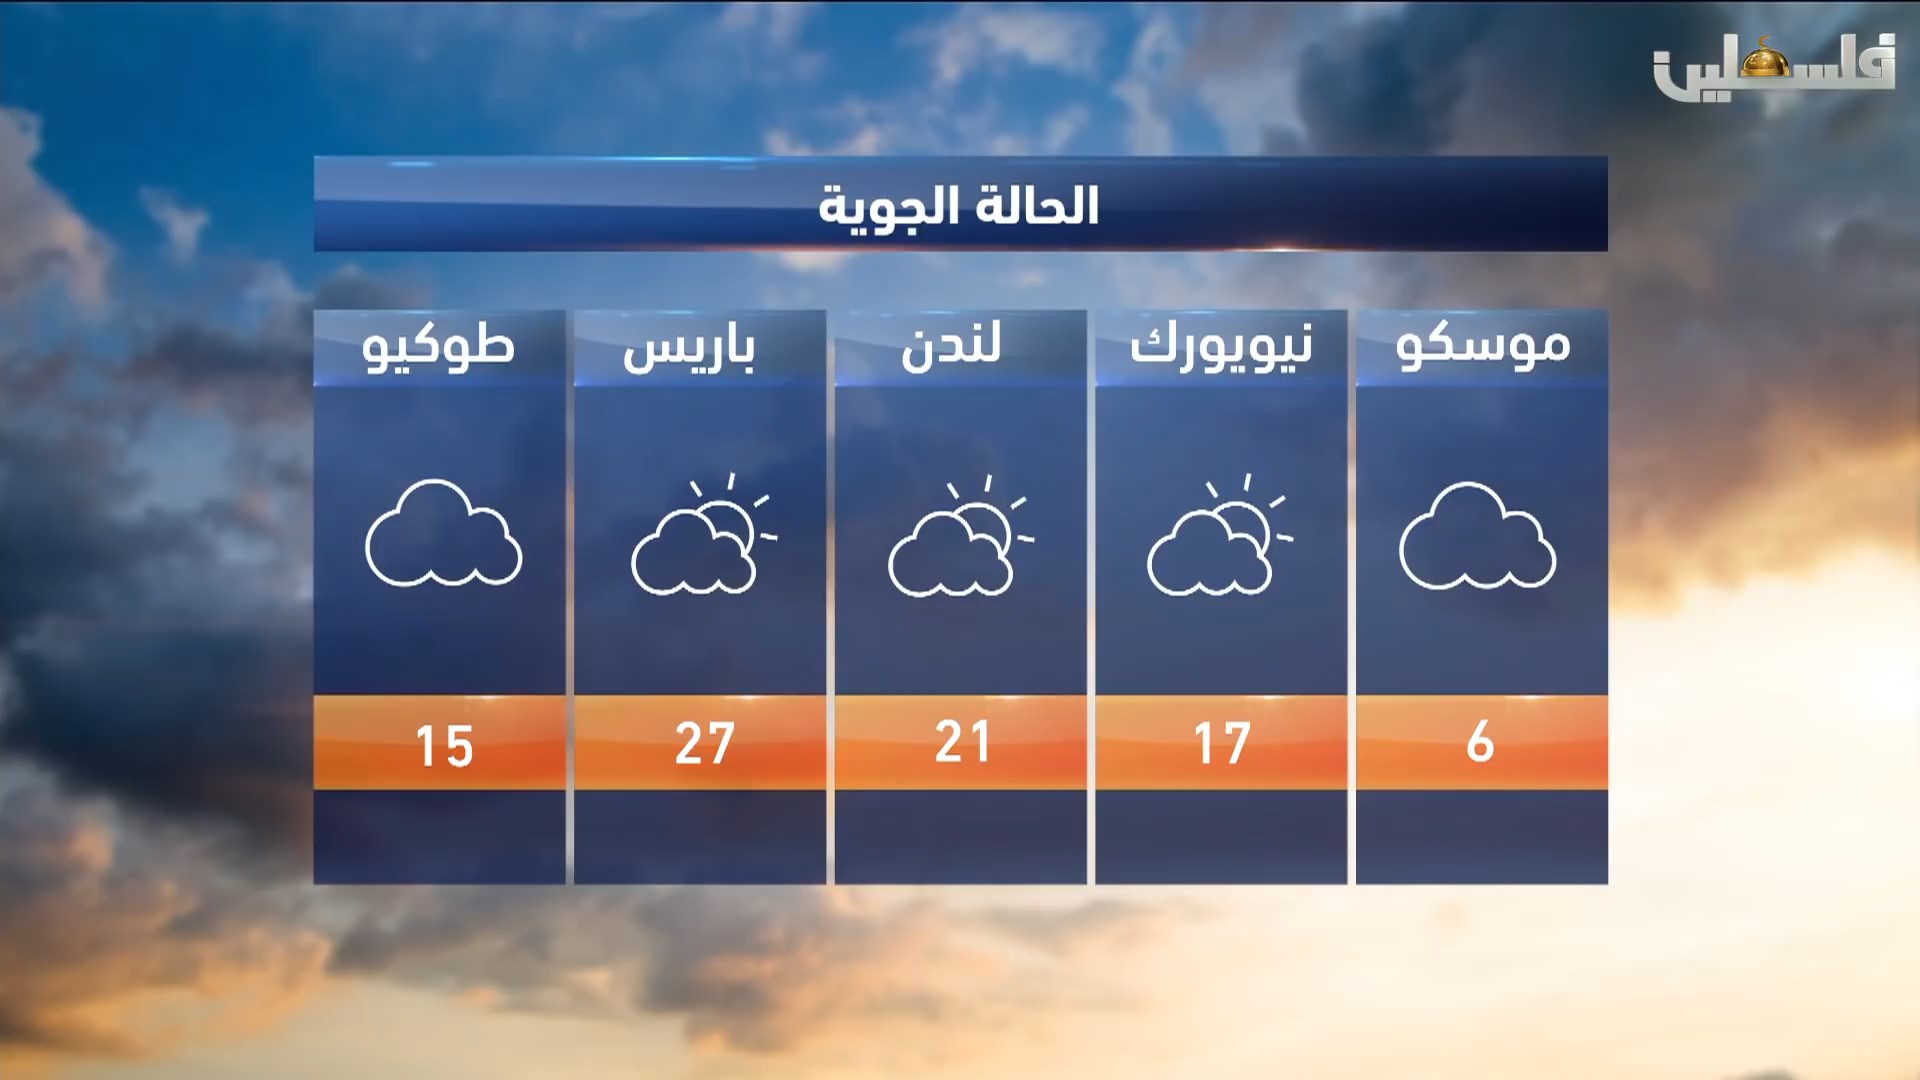 فلسطين
الحالة الجوية
موسكو
نيويورك
لندن
باريس
طوكيو
6
17
21
27
15